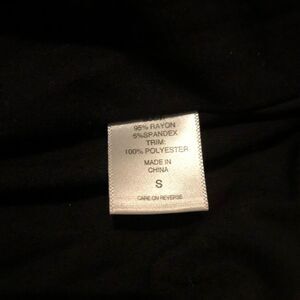 95% RAYON
5%SPANDEX
TRIM:
100% POLYESTER
MADE IN
CHINA
S
CARE ON REVERSE